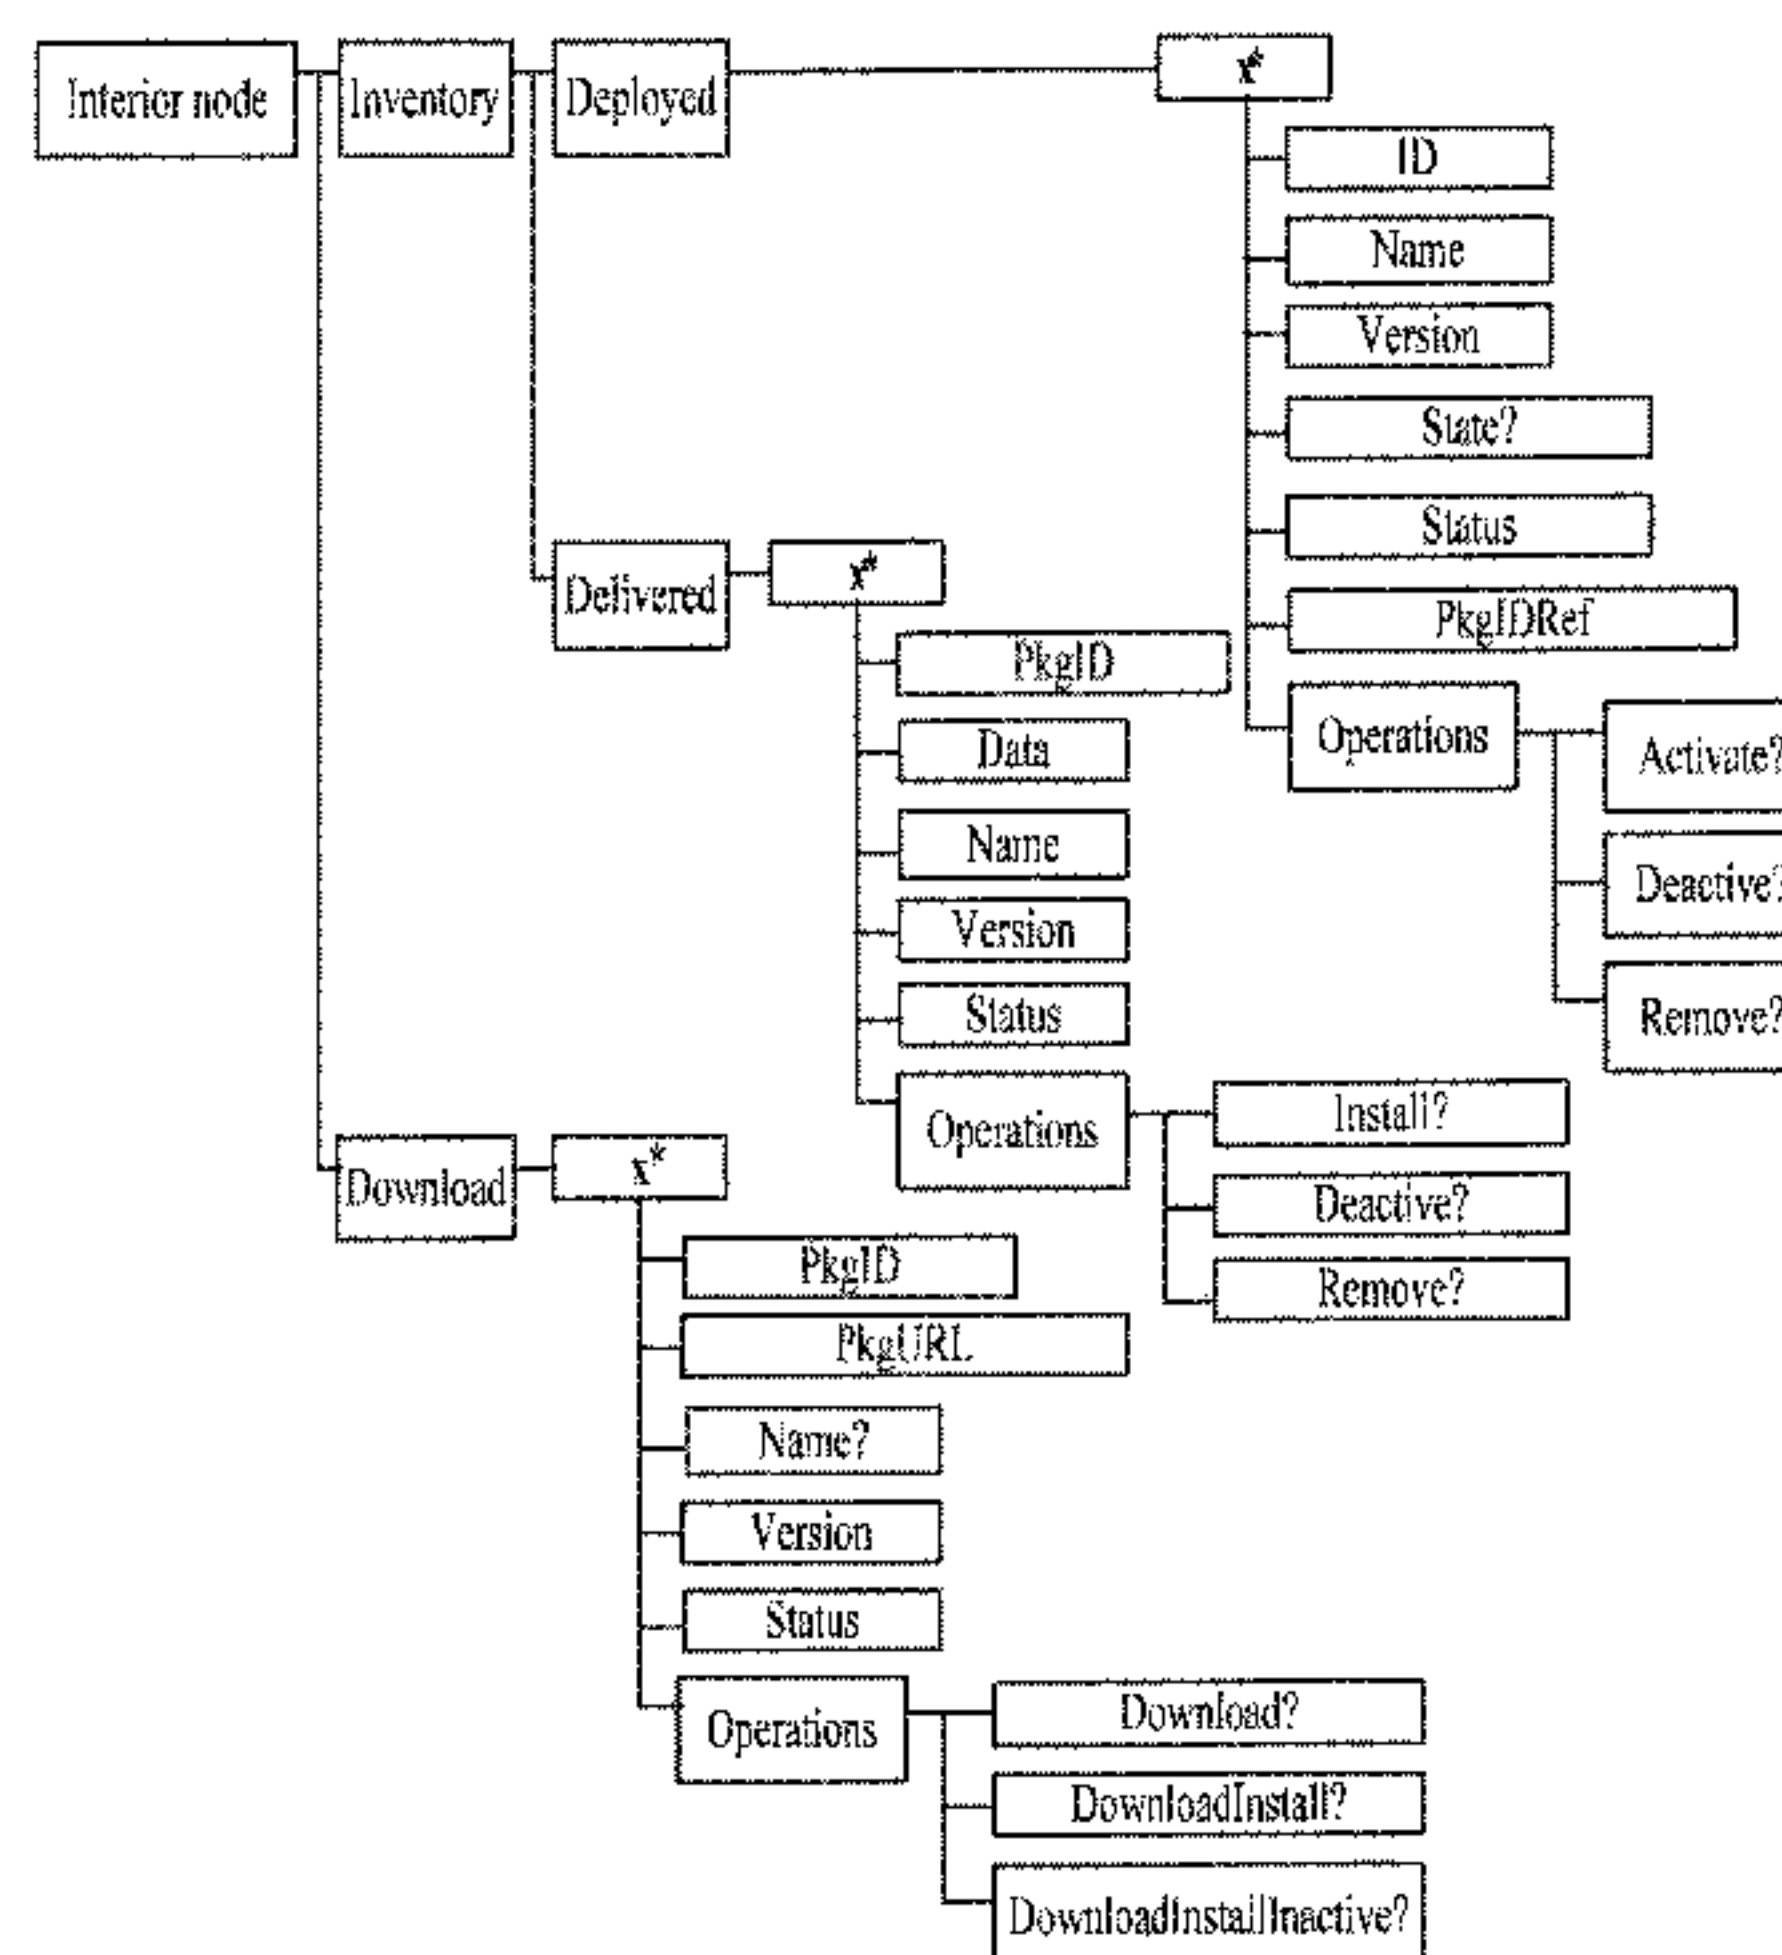 Interior node
Inventory
Deployed
x*
ID
Name
Version
State?
Status
PkgIDRef
Operations
Activate?
Deactive?
Remove?
Delivered
x*
PkgID
Data
Name
Version
Status
Operations
Install?
Deactive?
Remove?
Download
x*
PkgID
PkgURL
Name?
Version
Status
Operations
Download?
DownloadInstall?
DownloadInstallInactive?